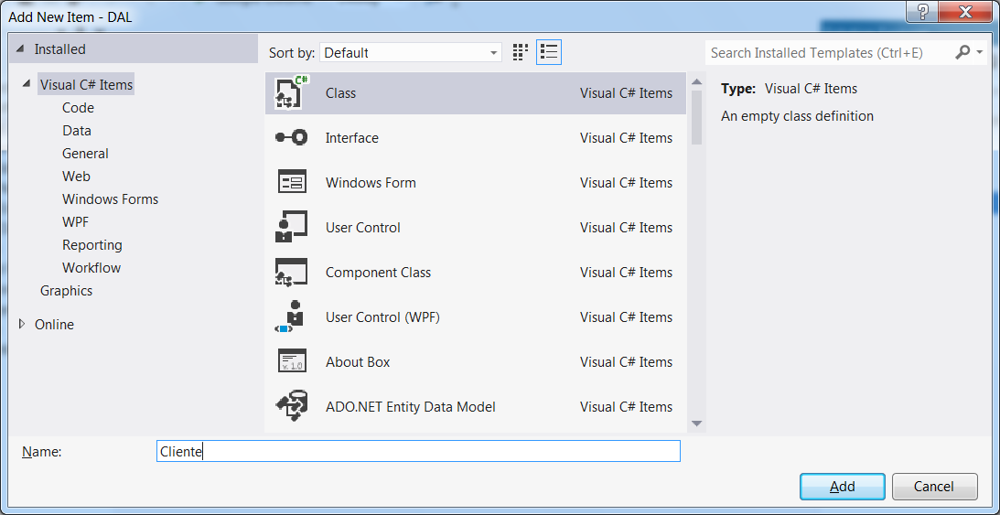 Add New Item - DAL
Installed
Visual C# Items
Code
Data
General
Web
Windows Forms
WPF
Reporting
Workflow
Graphics
Online
Sort by: Default
Class Visual C# Items
Interface Visual C# Items
Windows Form Visual C# Items
User Control Visual C# Items
Component Class Visual C# Items
User Control (WPF) Visual C# Items
About Box Visual C# Items
ADO.NET Entity Data Model Visual C# Items
Search Installed Templates (Ctrl+E)
Type: Visual C# Items
An empty class definition
Name: Cliente
Add Cancel